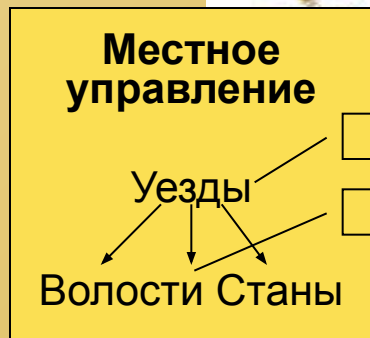 Местное
управление
Уезды
Волости Станы